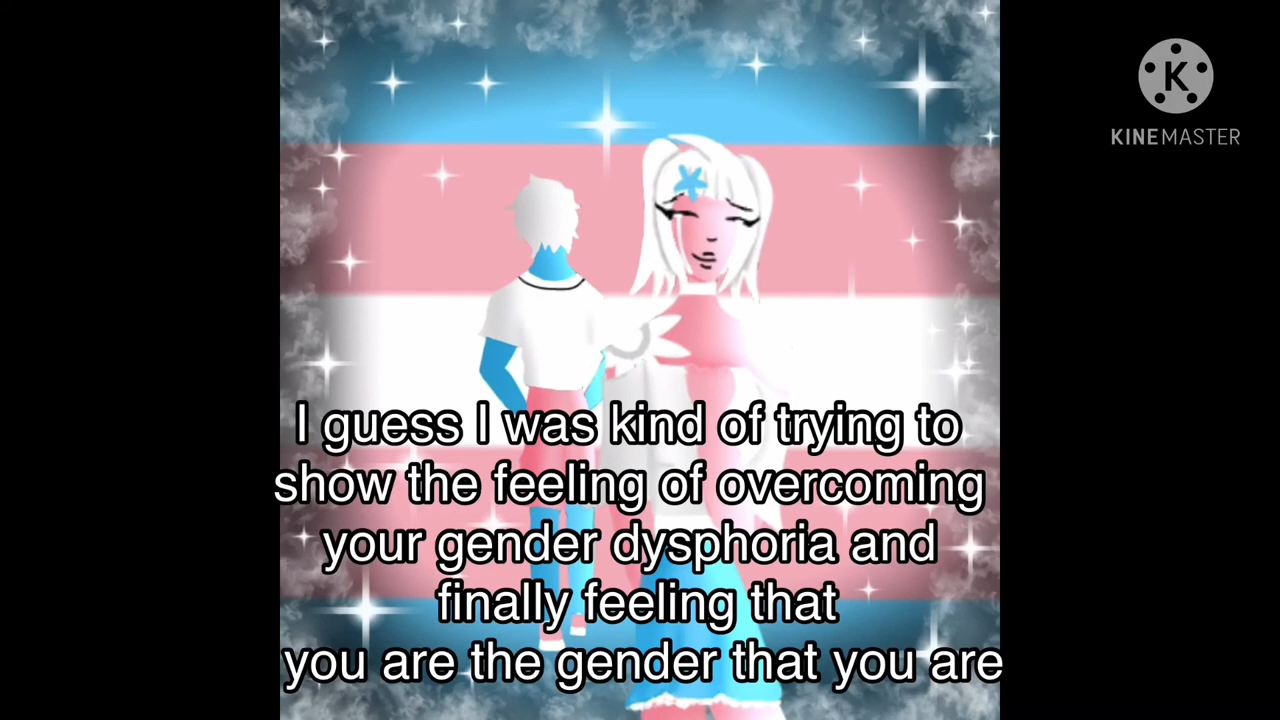 K
KINEMASTER
I guess I was kind of trying to
show the feeling of overcoming
your gender dysphoria and
finally feeling that
you are the gender that you are